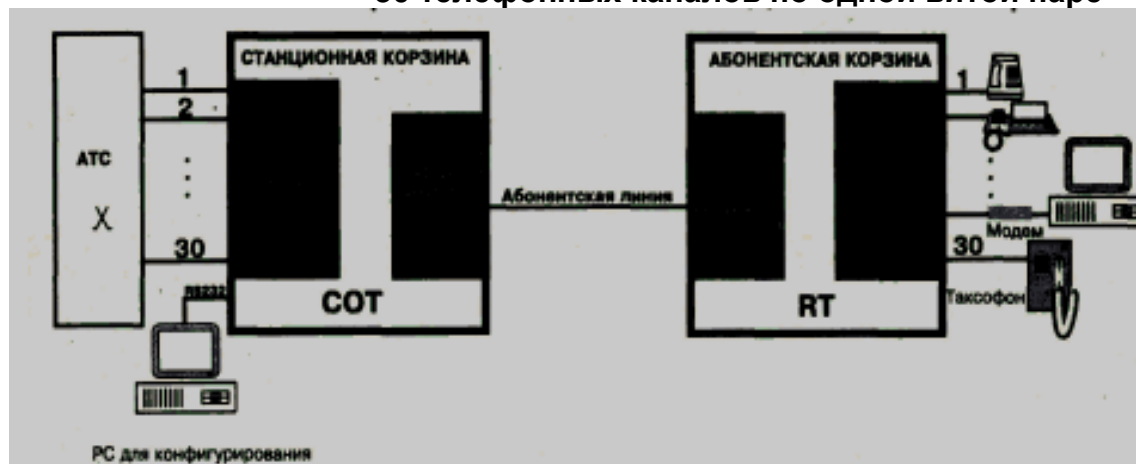 телефонных каналов по одной витой паре
СТАНЦИОННАЯ КОРЗИНА
АБОНЕНТСКАЯ КОРЗИНА
1
1
2
АТС
Абонентская линия
X
Модем
30
30
RS232
COT
RT
Таксофон
PC для конфигурирования